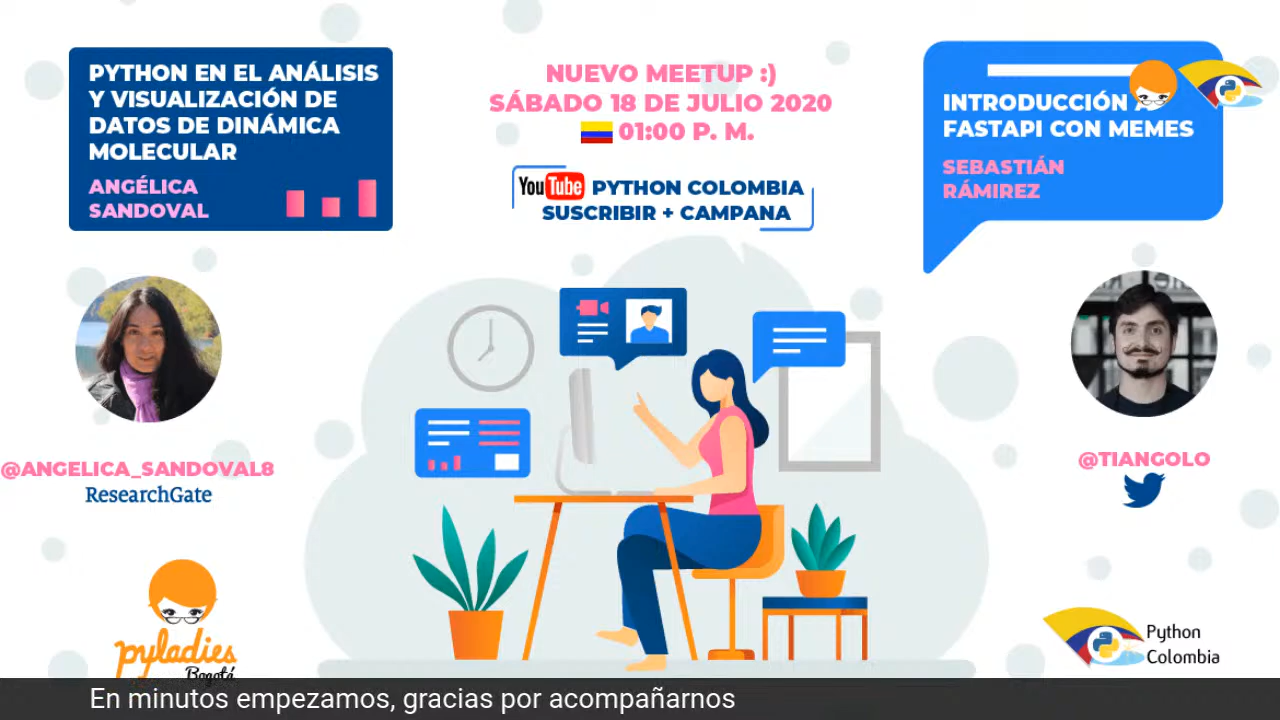 PYTHON EN EL ANÁLISIS
Y VISUALIZACIÓN DE
DATOS DE DINÁMICA
MOLECULAR
ANGÉLICA
SANDOVAL
NUEVO MEETUP :)
SÁBADO 18 DE JULIO 2020
01:00 P. M.
YouTube PYTHON COLOMBIA
SUSCRIBIR + CAMPANA
INTRODUCCIÓN A
FASTAPI CON MEMES
SEBASTIÁN
RÁMIREZ
@ANGELICA_SANDOVAL8
ResearchGate
@TIANGOLO
pyladies
Bogotá
Python
Colombia
En minutos empezamos, gracias por acompañarnos